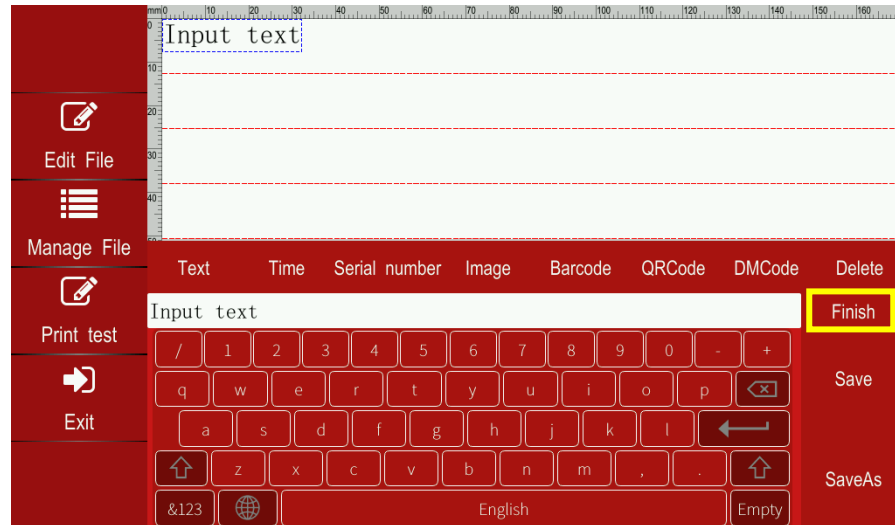 mm0 10 20 30 40 50 60 70 80 90 100 110 120 130 140 150 160
0
Input text
10
20
30
40
Edit File
Manage File
Print test
Exit
Text Time Serial number Image Barcode QRCode DMCode Delete
Input text Finish
/ 1 2 3 4 5 6 7 8 9 0 - +
q w e r t y u i o p
Save
a s d f g h j k l
z x c v b n m , .
SaveAs
&123 English Empty